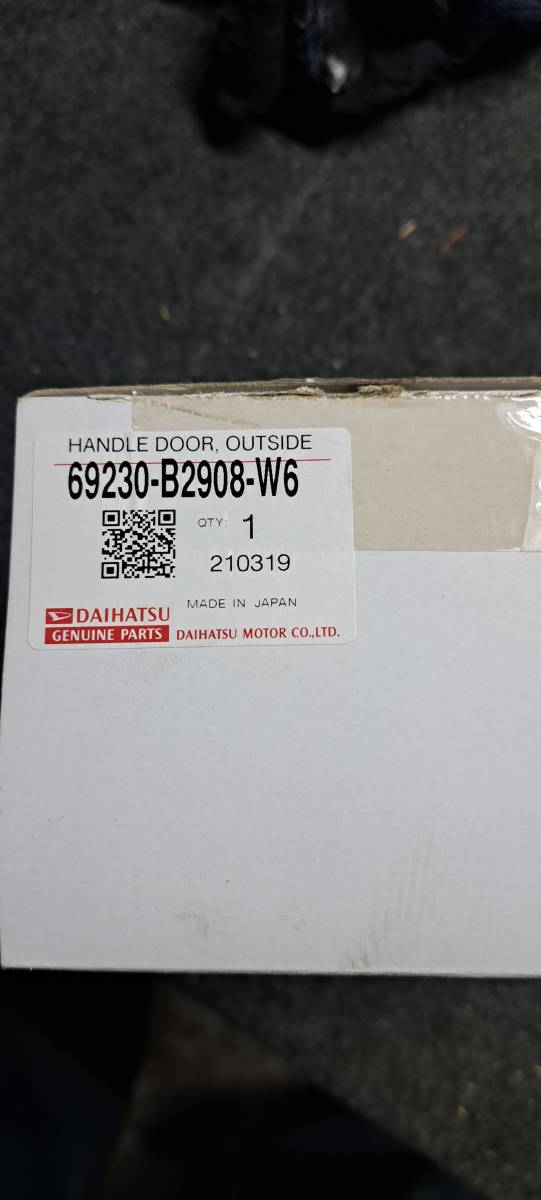 HANDLE DOOR, OUTSIDE
69230-B2908-W6
QTY: 1
210319
MADE IN JAPAN
DAIHATSU
GENUINE PARTS DAIHATSU MOTOR CO.,LTD.